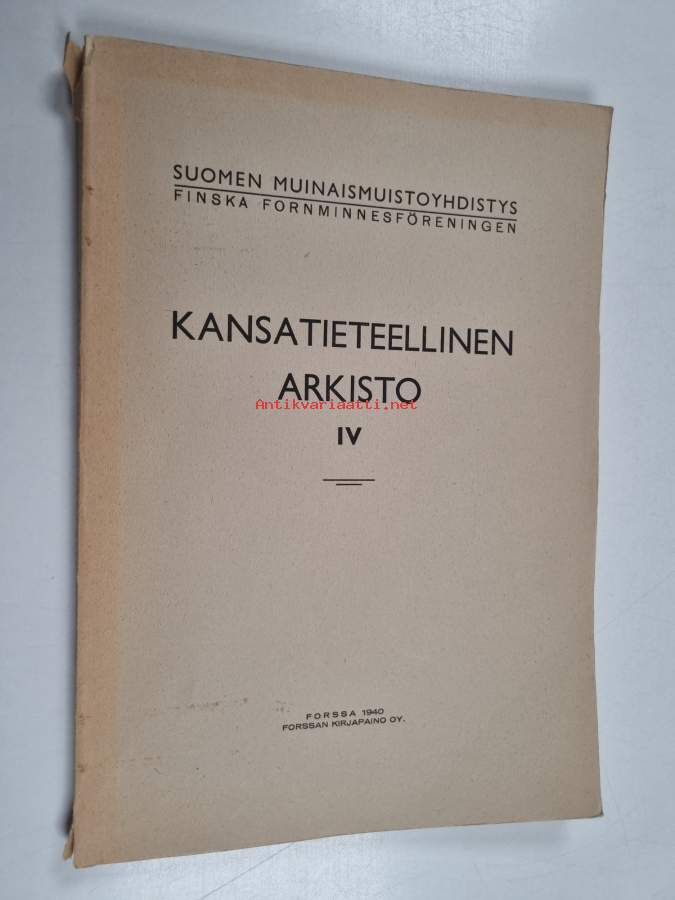 SUOMEN MUINAISMUISTOYHDISTYS
FINSKA FORNMINNESFÖRENINGEN
KANSATIETEELLINEN
ARKISTO
Antikvariaatti.net
IV
FORSSA 1940
FORSSAN KIRJAPAINO OY.